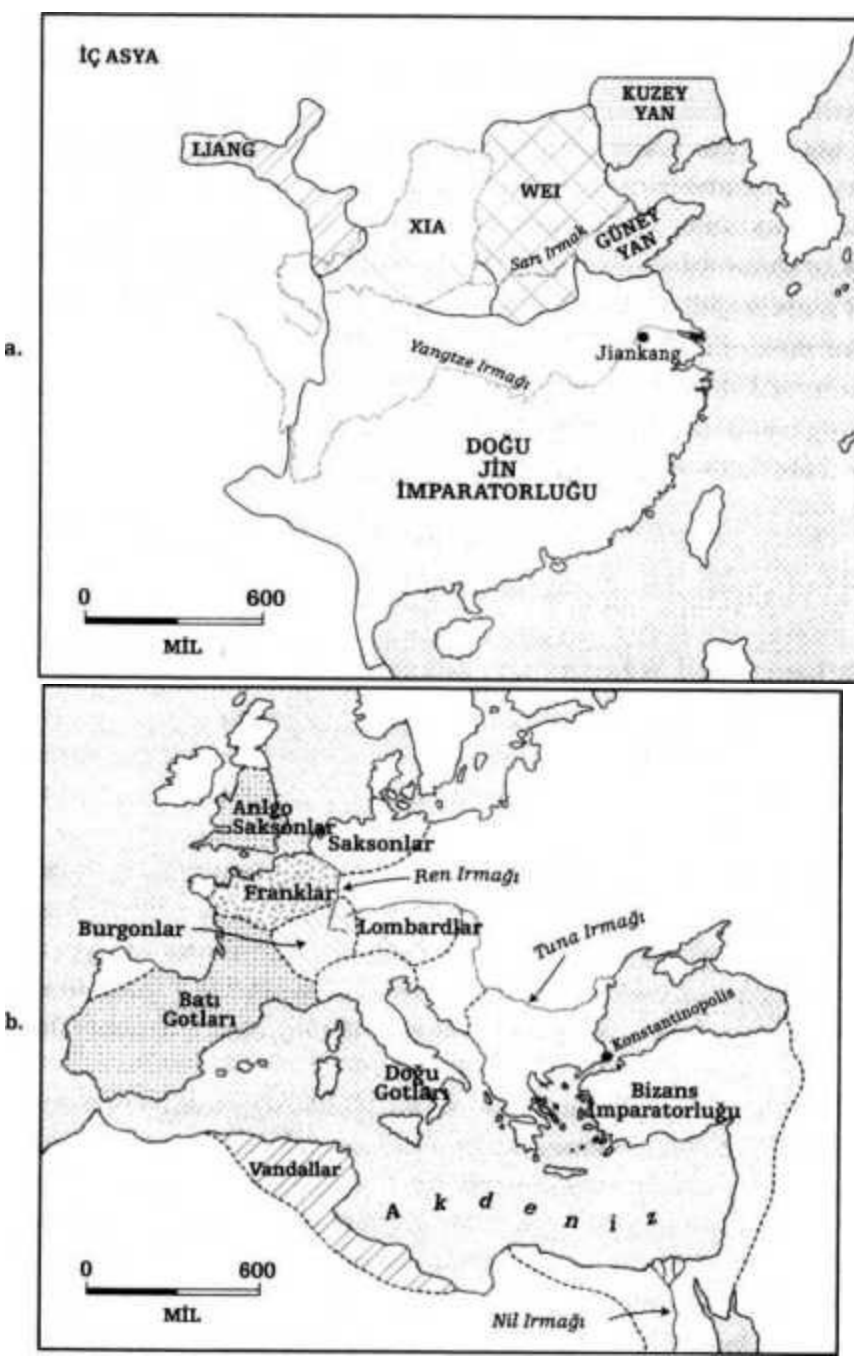 a.
İÇ ASYA
KUZEY
YAN
LIANG
WEI
XIA
GÜNEY
YAN
Sarı Irmak
Jiankang
Yangtze Irmağı
DOĞU
JİN
İMPARATORLUĞU
0 600
MİL
b.
Anlgo
Saksonlar
Saksonlar
Franklar
Ren Irmağı
Burgonlar
Lombardlar
Tuna Irmağı
Batı
Gotları
Konstantinopolis
Doğu
Gotları
Bizans
İmparatorluğu
Vandallar
Akdeniz
0 600
MİL
Nil Irmağı